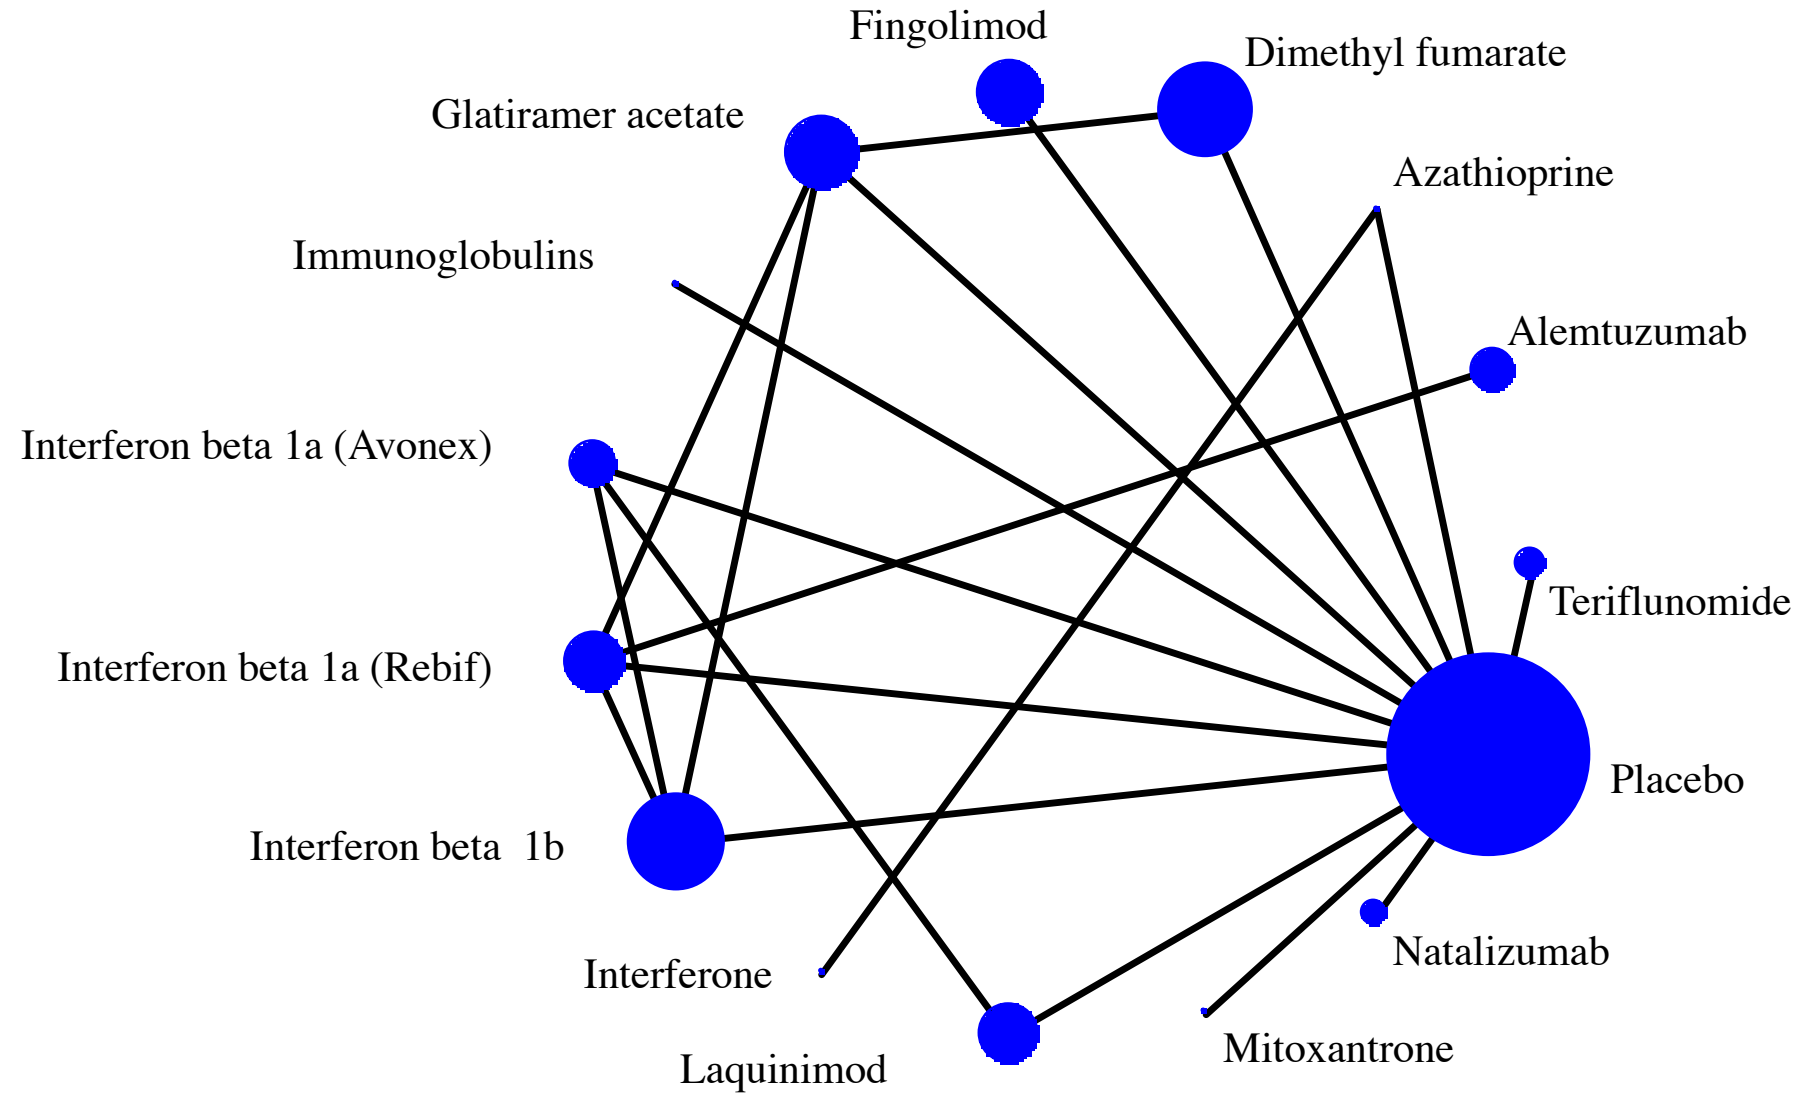 Fingolimod
Dimethyl fumarate
Glatiramer acetate
Azathioprine
Immunoglobulins
Alemtuzumab
Interferon beta 1a (Avonex)
Teriflunomide
Interferon beta 1a (Rebif)
Placebo
Interferon beta  1b
Natalizumab
Interferone
Mitoxantrone
Laquinimod